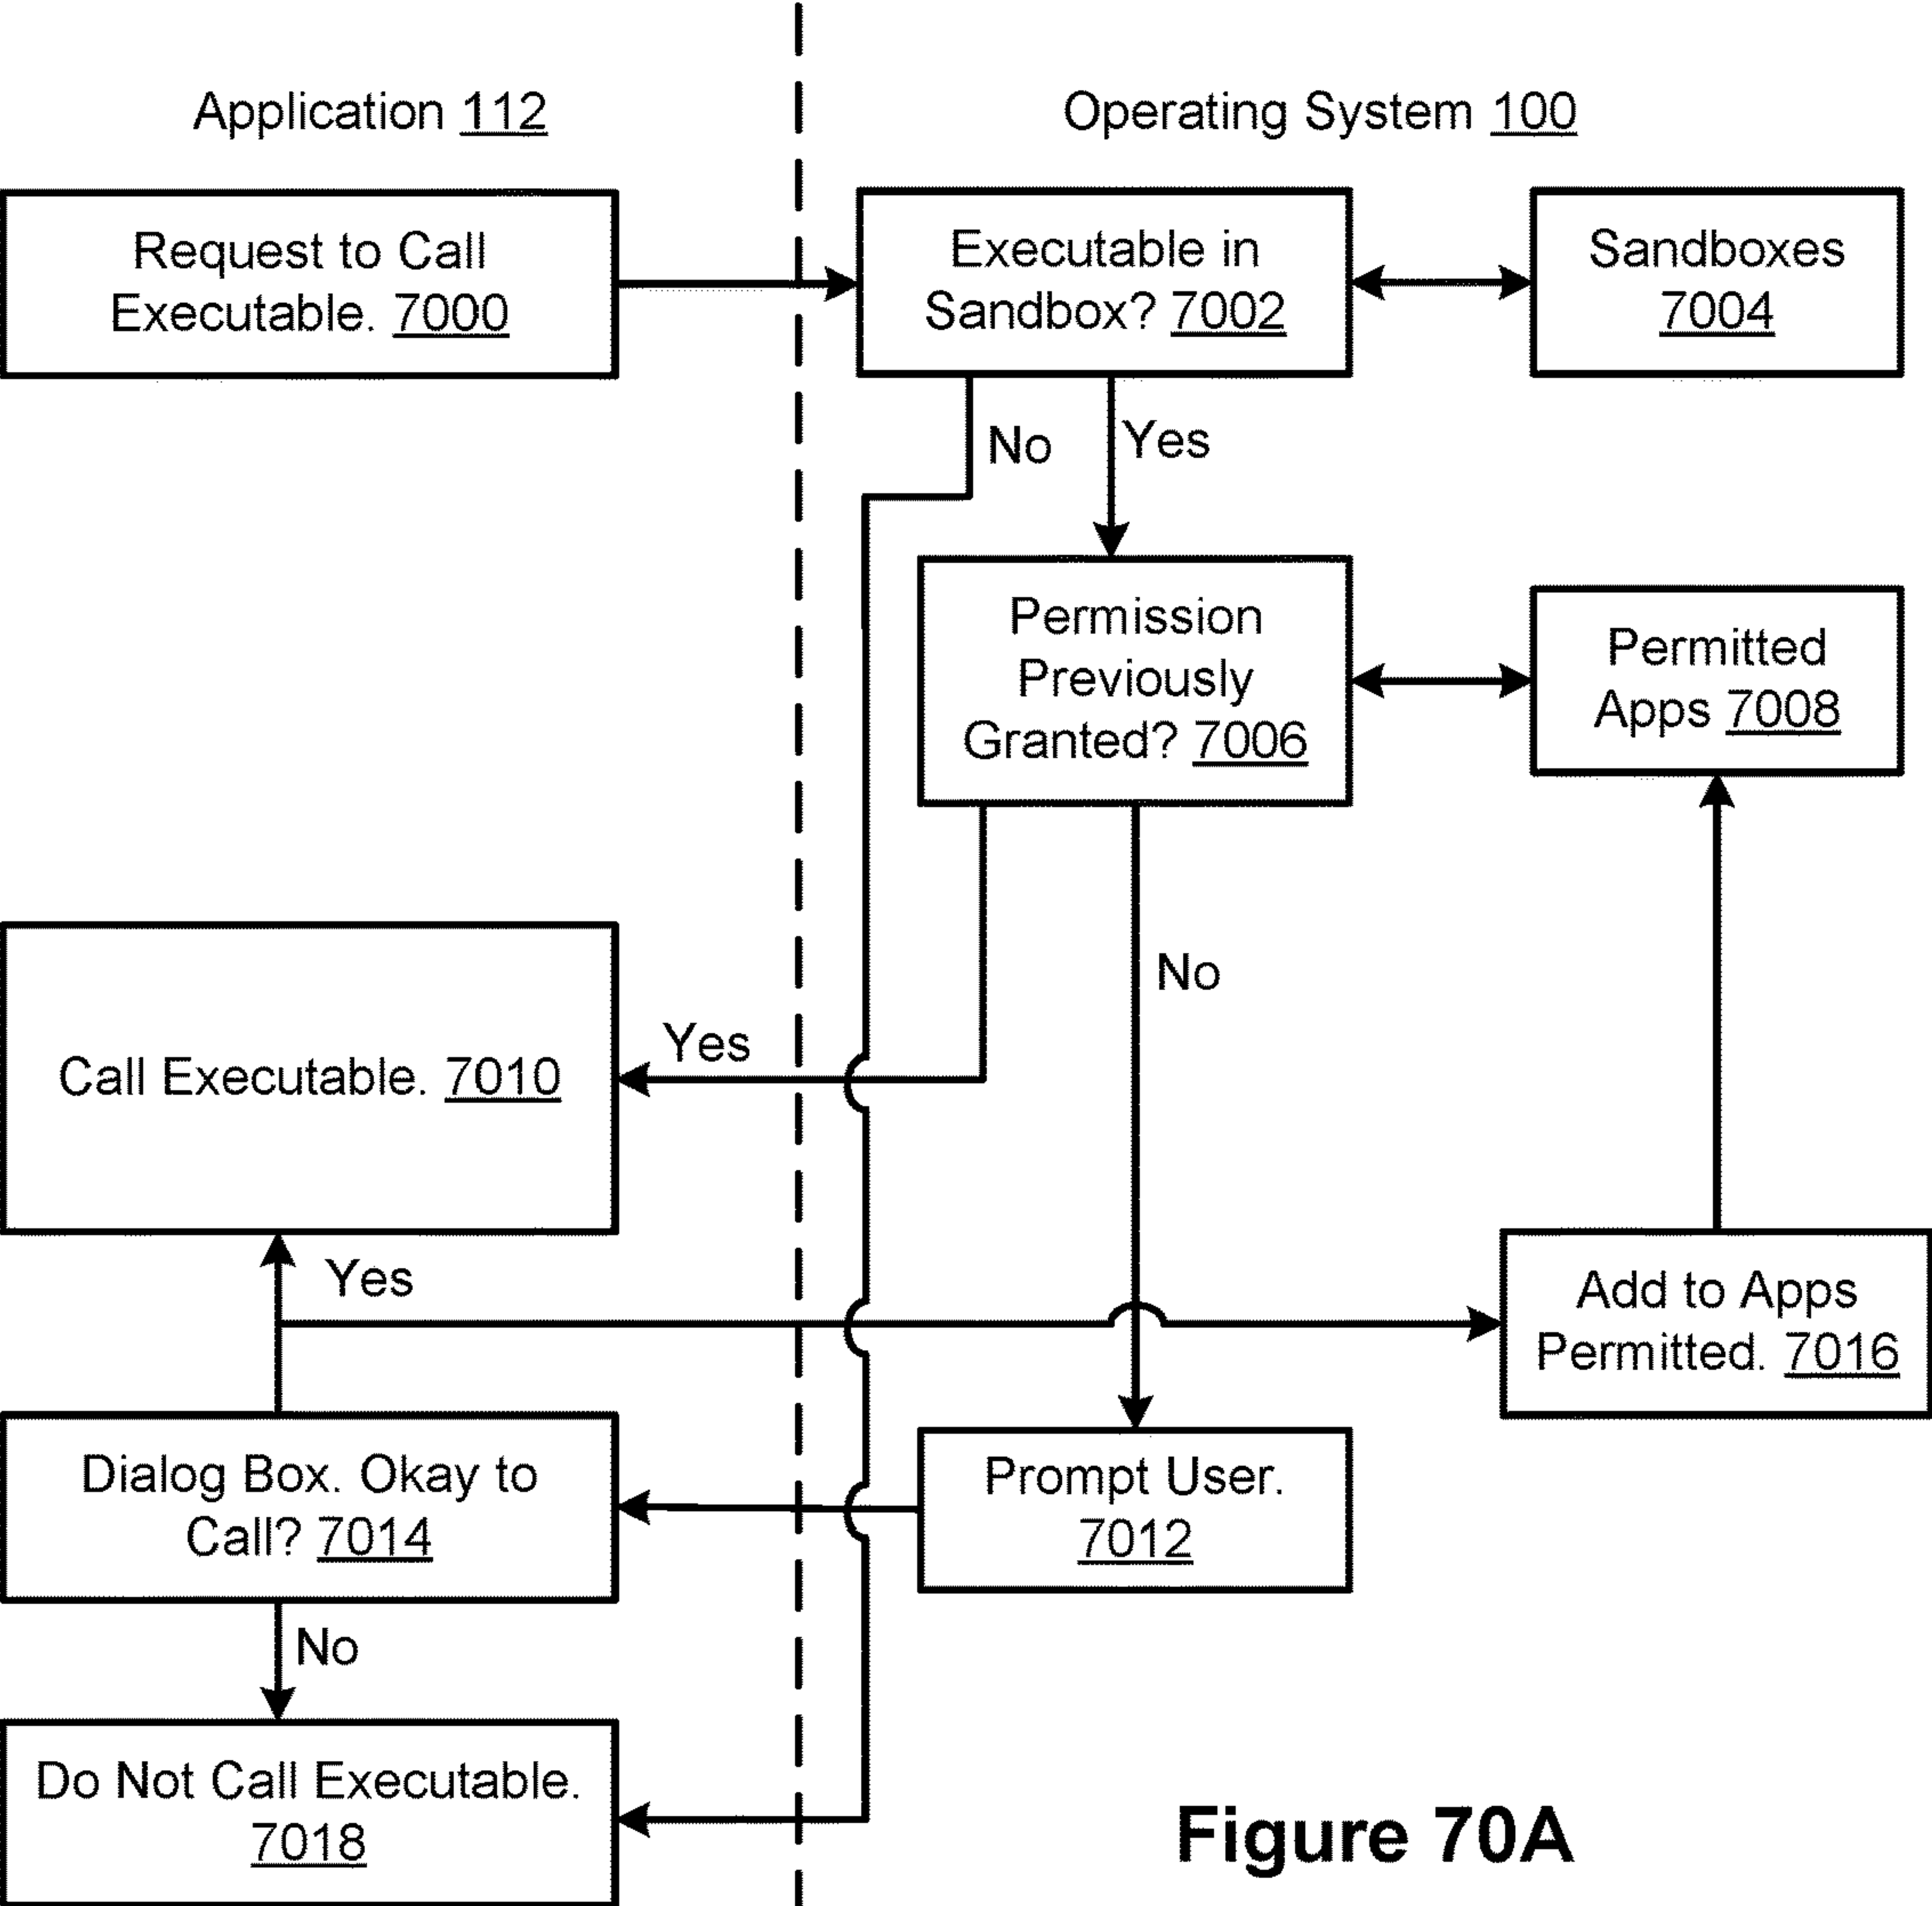 Application 112
Operating System 100
Request to Call
Executable. 7000
Executable in
Sandbox? 7002
Sandboxes
7004
No
Yes
Permission
Previously
Granted? 7006
Permitted
Apps 7008
No
Yes
Call Executable. 7010
Yes
Add to Apps
Permitted. 7016
Dialog Box. Okay to
Call? 7014
Prompt User.
7012
No
Do Not Call Executable.
7018
Figure 70A